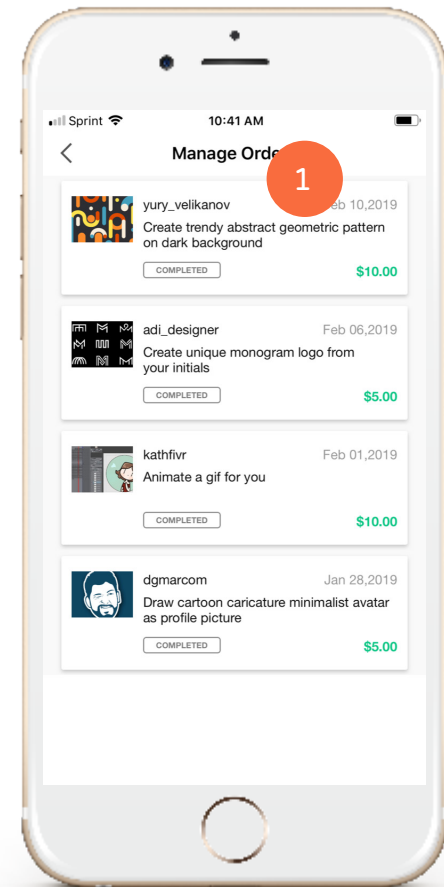 Sprint 10:41 AM
Manage Orde
1
yury_velikanov eb 10,2019
Create trendy abstract geometric pattern
on dark background
COMPLETED $10.00
adi_designer Feb 06,2019
Create unique monogram logo from
your initials
COMPLETED $5.00
kathfivr Feb 01,2019
Animate a gif for you
COMPLETED $10.00
dgmarcom Jan 28,2019
Draw cartoon caricature minimalist avatar
as profile picture
COMPLETED $5.00